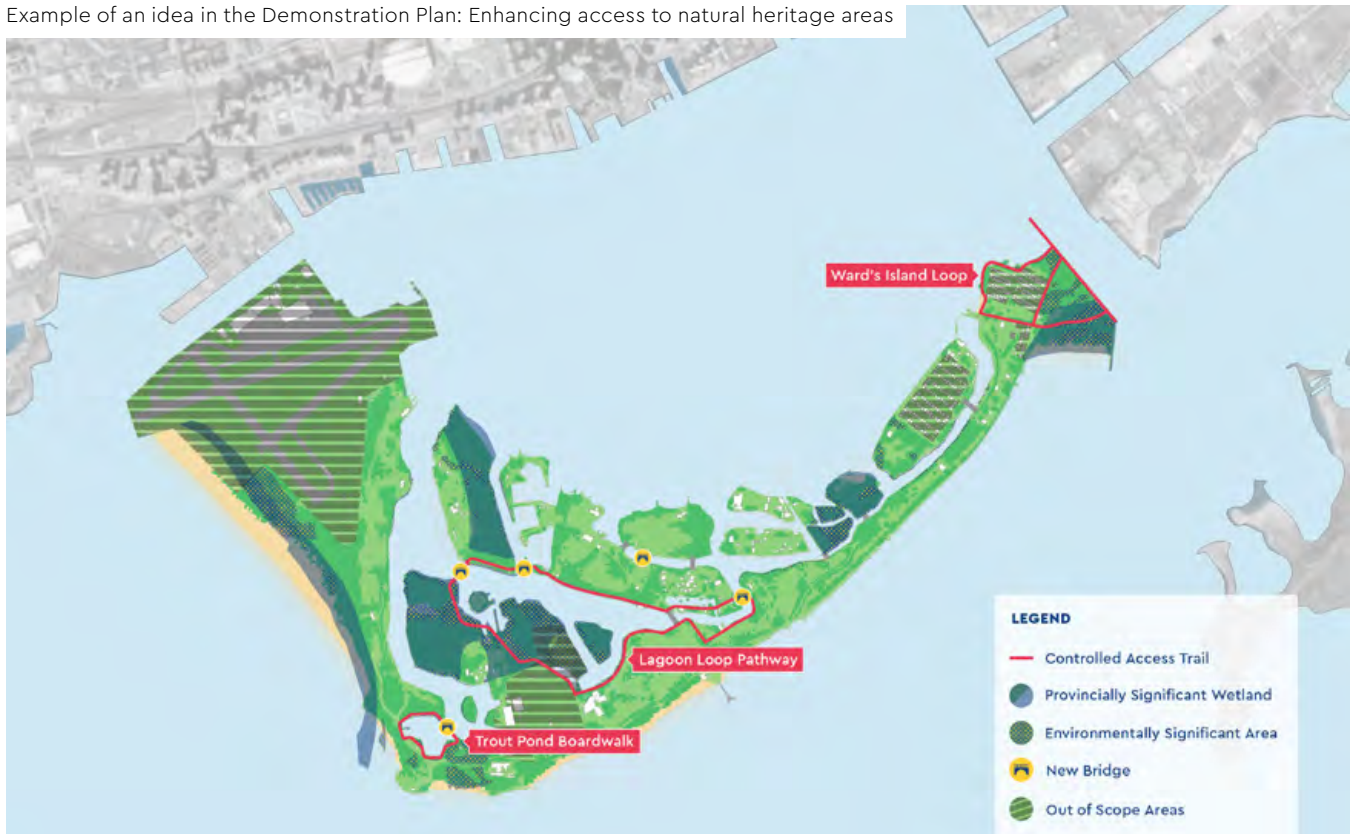 Example of an idea in the Demonstration Plan: Enhancing access to natural heritage areas
Ward's Island Loop
Lagoon Loop Pathway
Trout Pond Boardwalk
LEGEND
Controlled Access Trail
Provincially Significant Wetland
Environmentally Significant Area
New Bridge
Out of Scope Areas